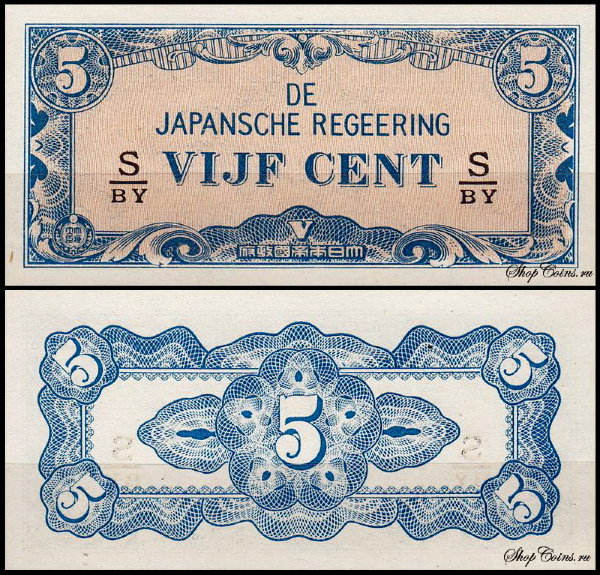 5 5
DE
JAPANSCHE REGEERING
S VIJF CENT S
BY BY
V
府政國帝本日大
ShopCoins.ru
5 5
5
5 5
ShopCoins.ru